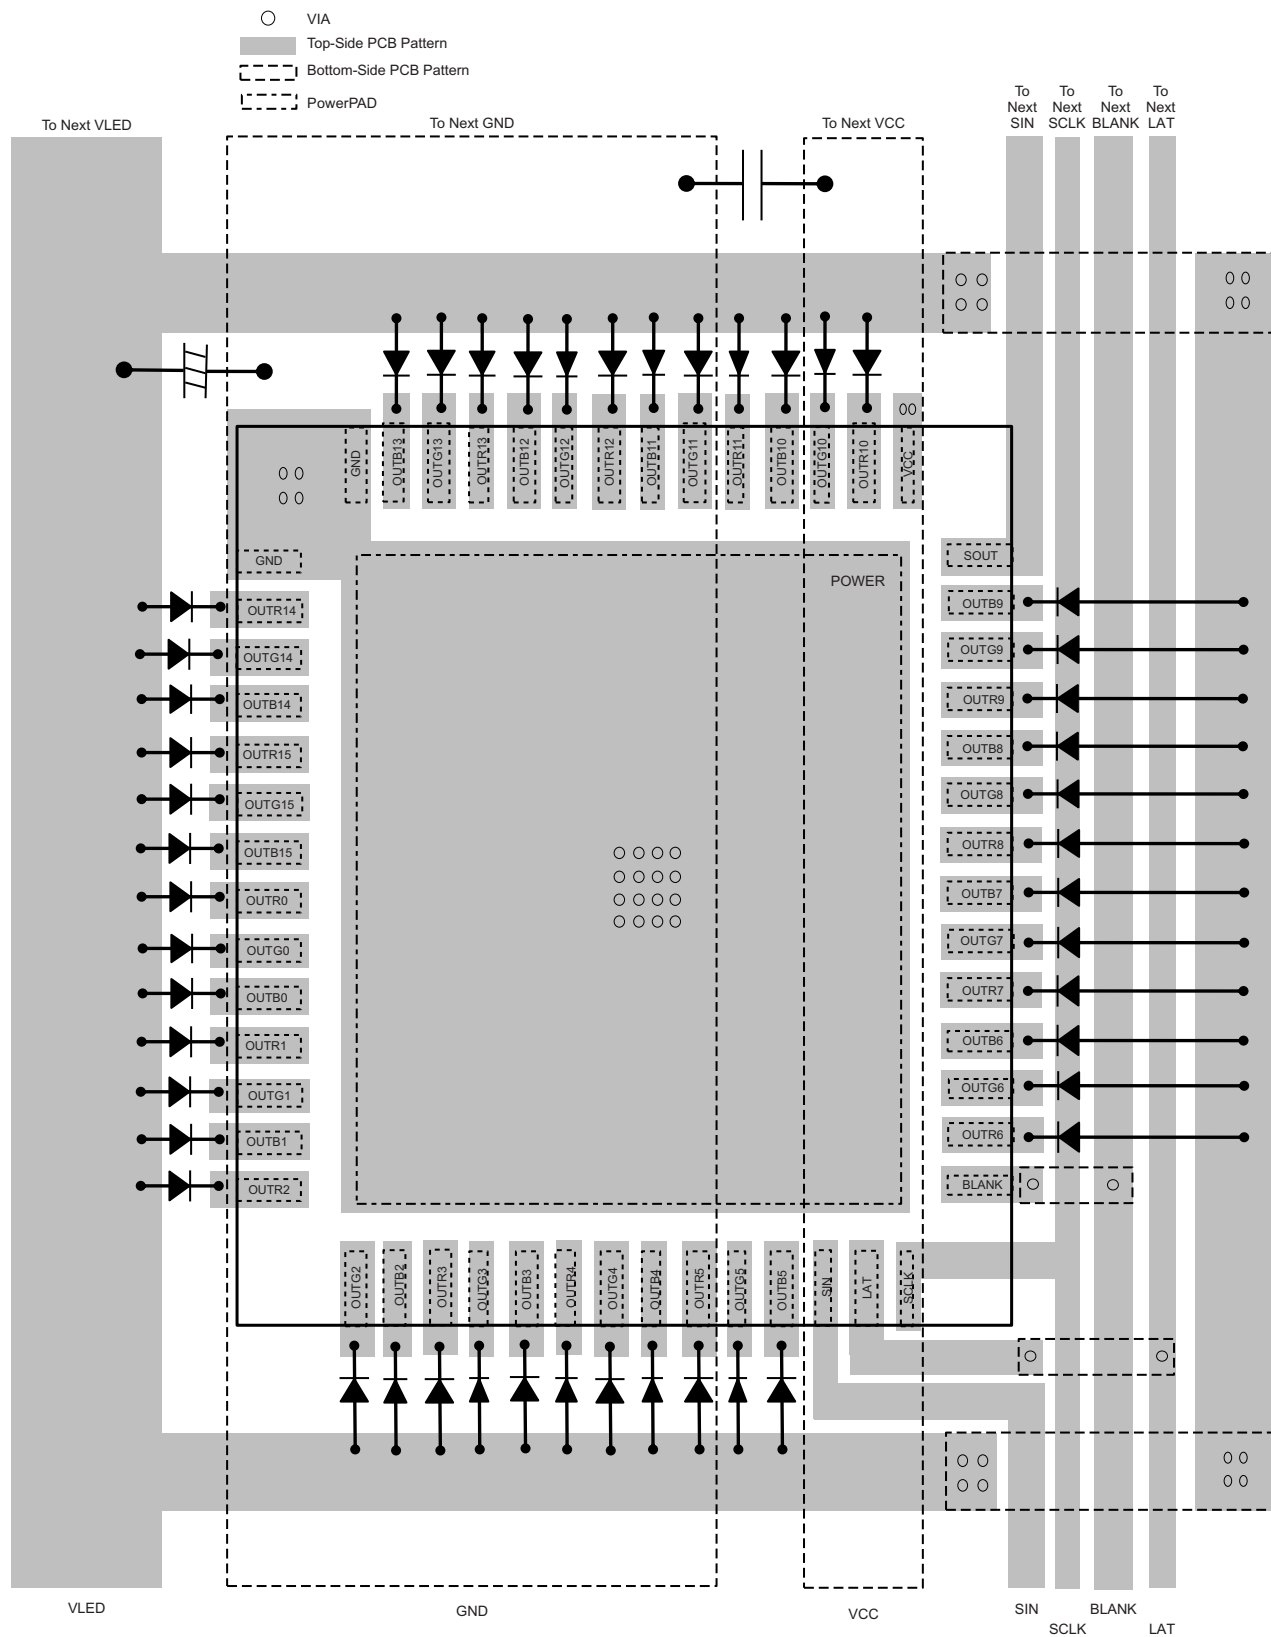 VIA
Top-Side PCB Pattern
Bottom-Side PCB Pattern
PowerPAD
To Next VLED
To Next GND
To Next VCC
To
Next
SIN
To
Next
SCLK
To
Next
BLANK
To
Next
LAT
GND
OUTB13
OUTG13
OUTR13
OUTB12
OUTG12
OUTR12
OUTB11
OUTG11
OUTR11
OUTB10
OUTG10
OUTR10
VCC
GND
OUTR14
OUTG14
OUTB14
OUTR15
OUTG15
OUTB15
OUTR0
OUTG0
OUTB0
OUTR1
OUTG1
OUTB1
OUTR2
POWER
SOUT
OUTB9
OUTG9
OUTR9
OUTB8
OUTG8
OUTR8
OUTB7
OUTG7
OUTR7
OUTB6
OUTG6
OUTR6
BLANK
OUTG2
OUTB2
OUTR3
OUTG3
OUTB3
OUTR4
OUTG4
OUTB4
OUTR5
OUTG5
OUTB5
SIN
LAT
SCLK
VLED
GND
VCC
SIN
SCLK
BLANK
LAT